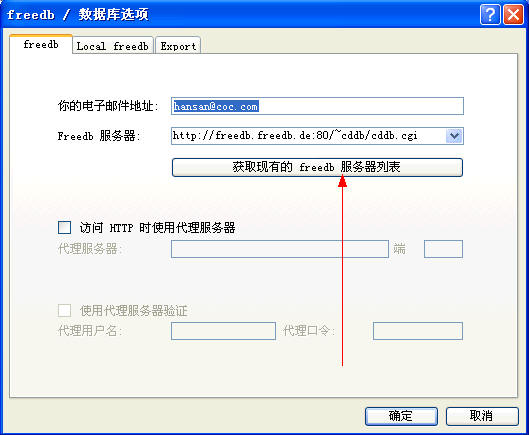 freedb / 数据库选项
freedb Local freedb Export
你的电子邮件地址: hansan@coc.com
Freedb 服务器: http://freedb.freedb.de:80/~cddb/cddb.cgi
获取现有的 freedb 服务器列表
访问 HTTP 时使用代理服务器
代理服务器: 端
使用代理服务器验证
代理用户名: 代理口令:
确定 取消